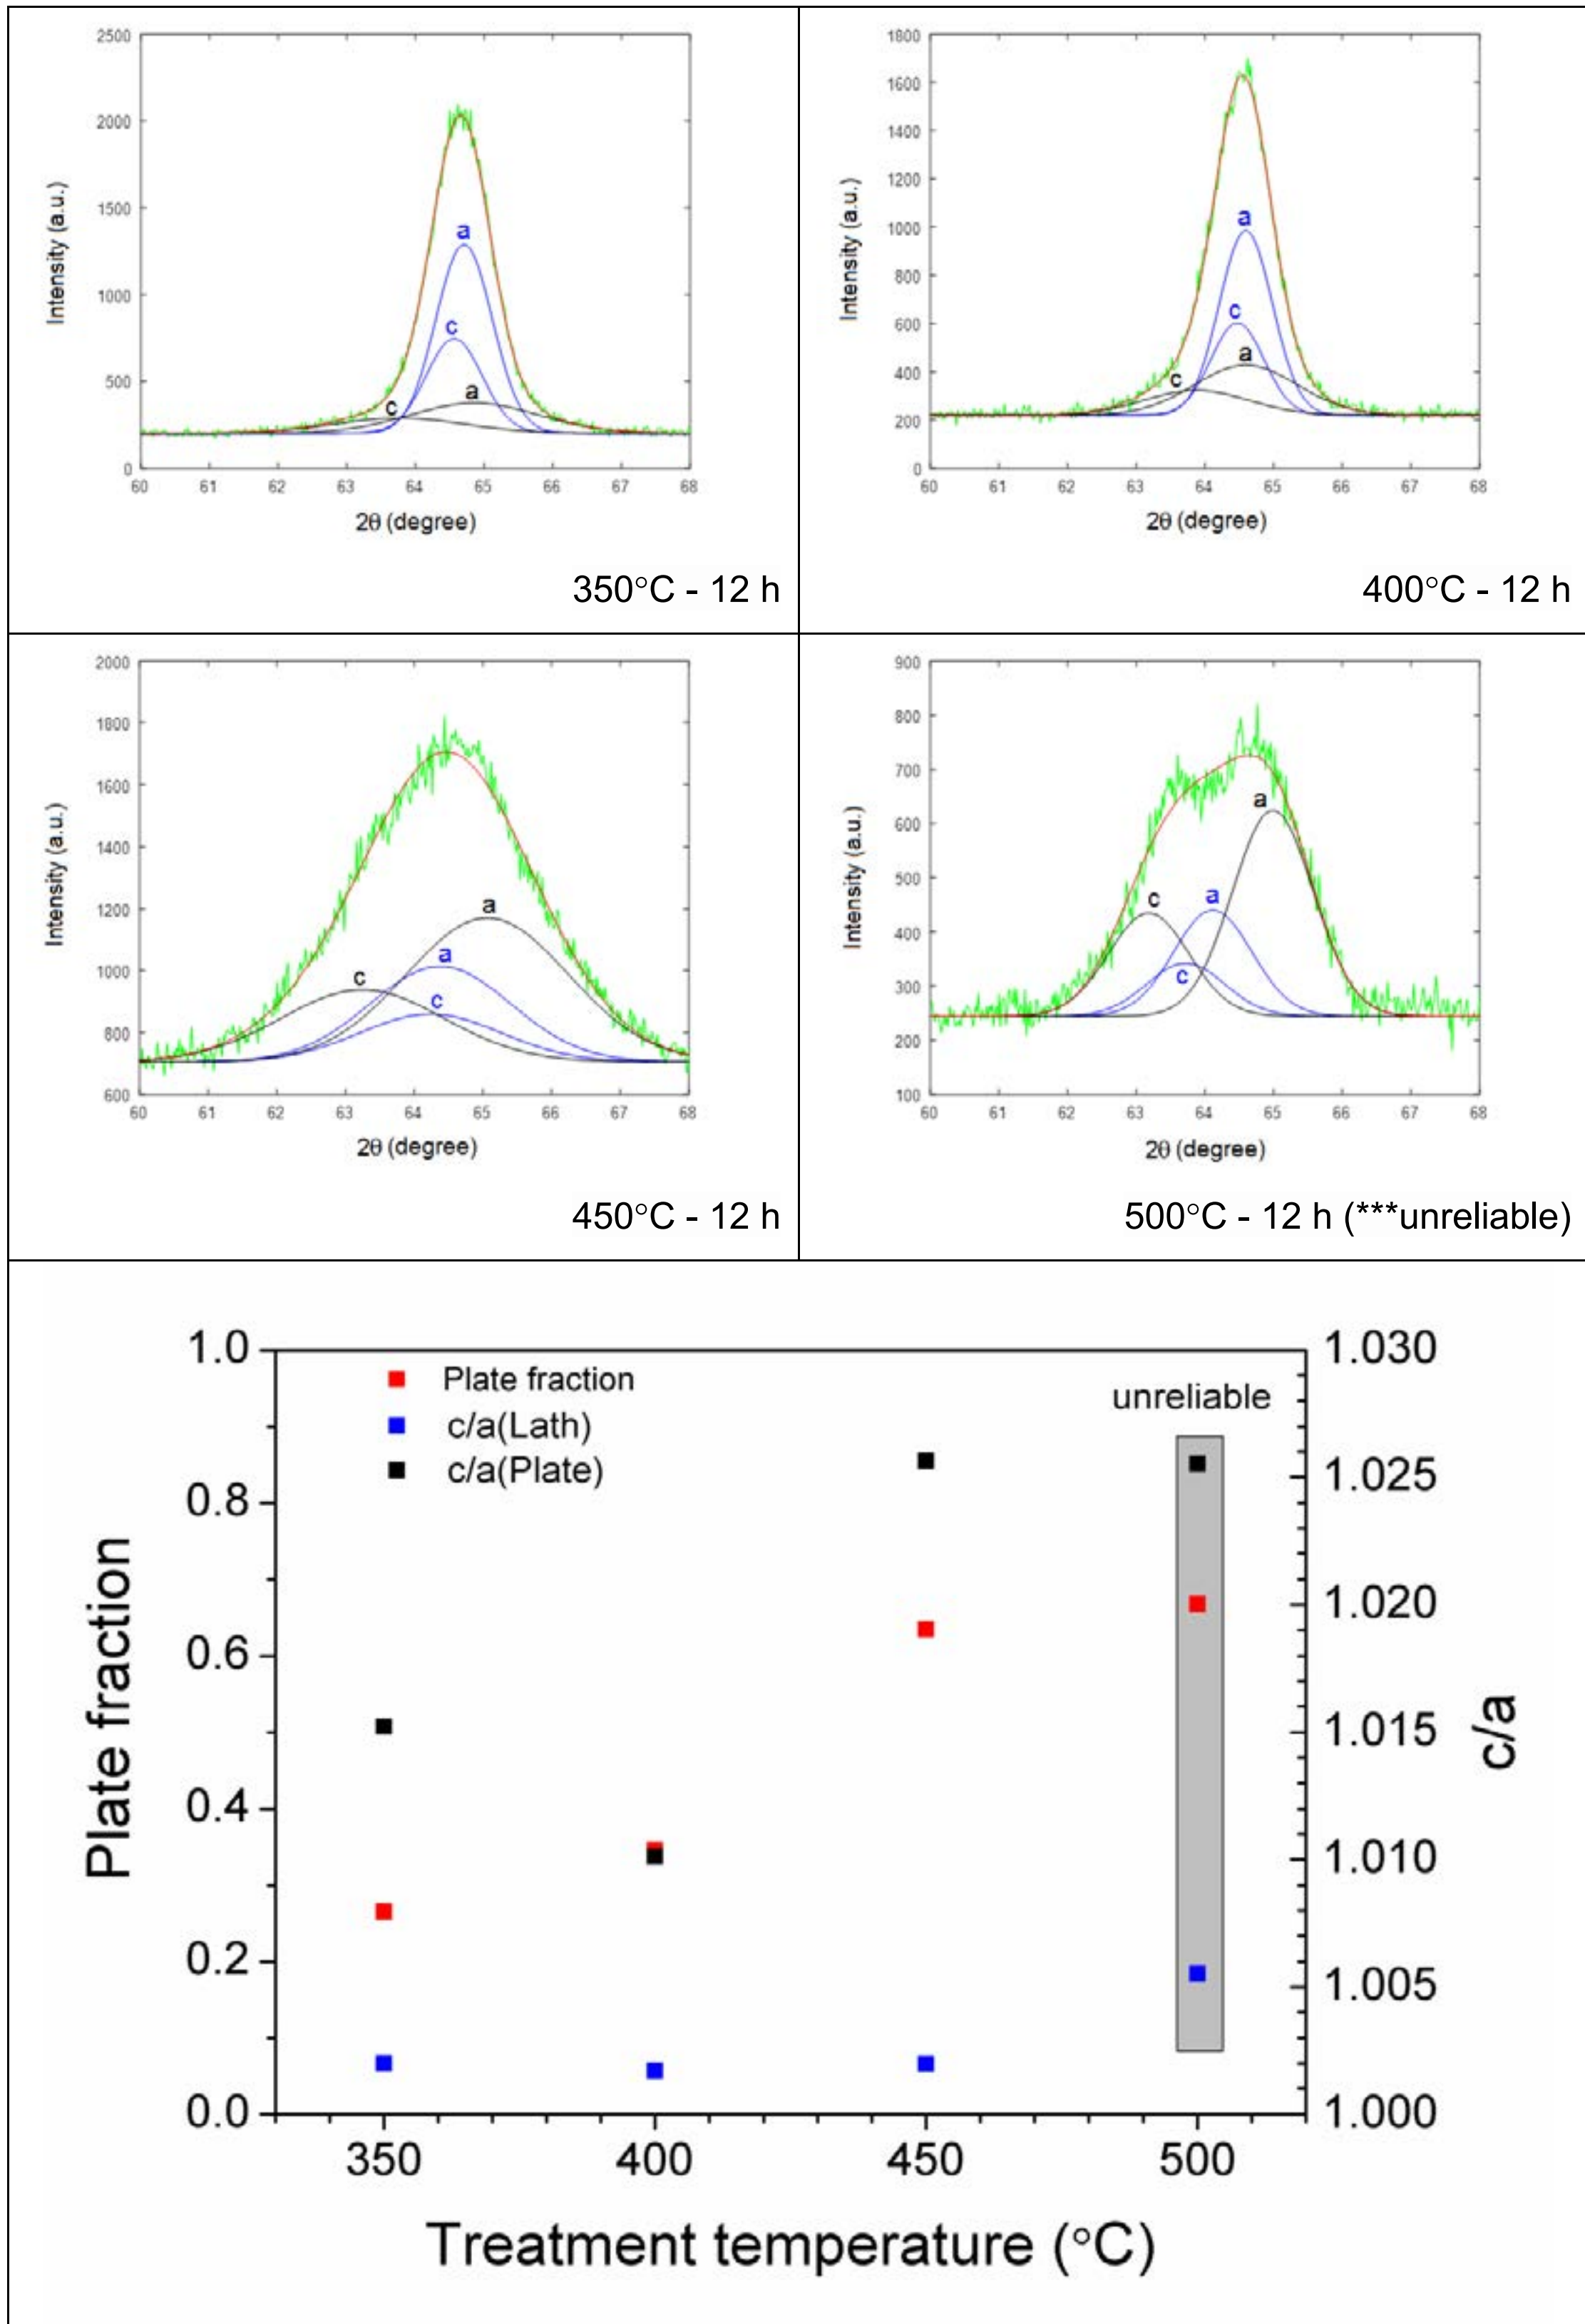 2500
2000
1500
1000
500
0
Intensity (a.u.)
a
c
a
c
60 61 62 63 64 65 66 67 68
2θ (degree)
350°C - 12 h
1800
1600
1400
1200
1000
800
600
400
200
0
Intensity (a.u.)
a
c
a
c
60 61 62 63 64 65 66 67 68
2θ (degree)
400°C - 12 h
2000
1800
1600
1400
1200
1000
800
600
Intensity (a.u.)
a
a
c
c
60 61 62 63 64 65 66 67 68
2θ (degree)
450°C - 12 h
900
800
700
600
500
400
300
200
100
Intensity (a.u.)
a
c
a
c
60 61 62 63 64 65 66 67 68
2θ (degree)
500°C - 12 h (***unreliable)
1.0
0.8
0.6
0.4
0.2
0.0
Plate fraction
Plate fraction
c/a(Lath)
c/a(Plate)
unreliable
1.030
1.025
1.020
1.015
1.010
1.005
1.000
c/a
350 400 450 500
Treatment temperature (°C)